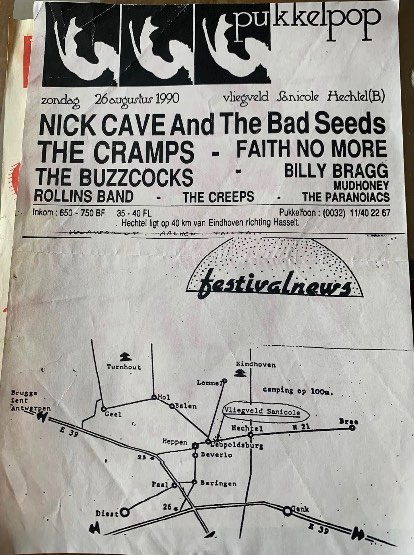 pukkelpop
zondag 26 augustus 1990 vliegveld Sanicole Hechtel(B)
NICK CAVE And The Bad Seeds
THE CRAMPS - FAITH NO MORE
THE BUZZCOCKS - BILLY BRAGG
MUDHONEY
ROLLINS BAND - THE CREEPS - THE PARANOIACS
Inkom : 650 - 750 BF 35 - 40 FL Pukkelfoon : (0032) 11/40 22 67
Hechtel ligt op 40 km van Eindhoven richting Hasselt.
festivalnews
Turnhout
Eindhoven
Lommel
camping op 100m.
Brugge
Gent
Antwerpen
Mol
Balen
Geel
Vliegveld Sanicole
Hechtel
N 21
Bree
E 39
Heppen
Leopoldsburg
Beverlo
25
Paal
Beringen
Diest
26
Genk
E 39